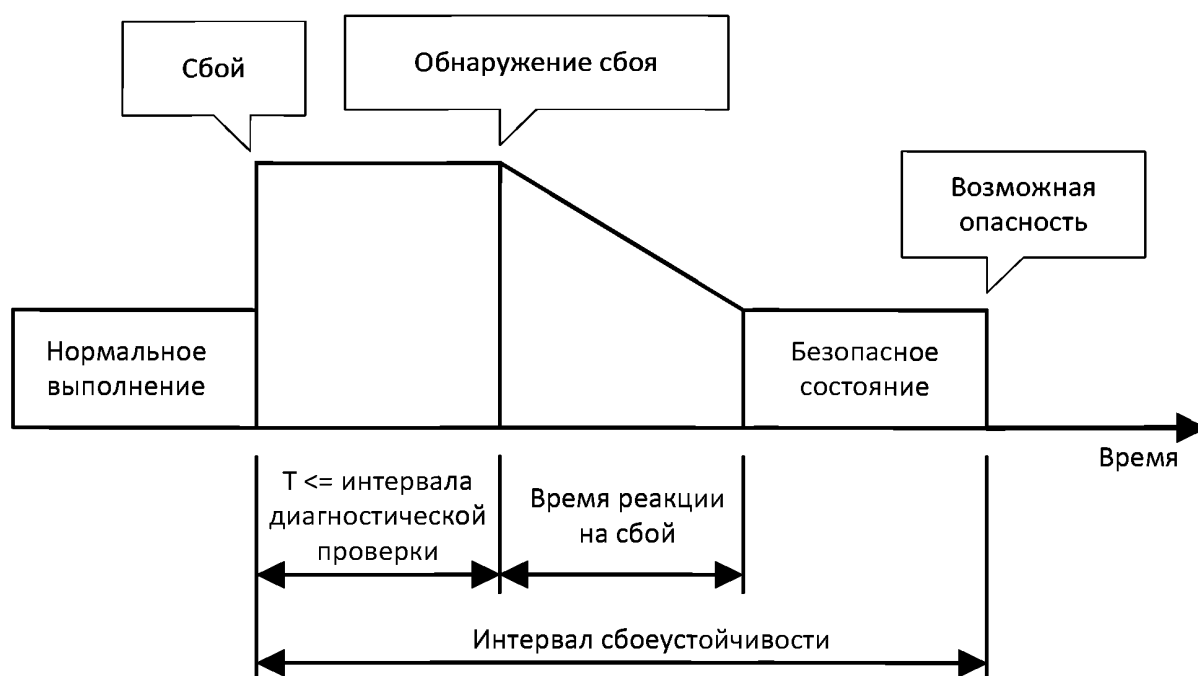 Сбой
Обнаружение сбоя
Возможная
опасность
Нормальное
выполнение
Безопасное
состояние
Время
T <= интервала
диагностической
проверки
Время реакции
на сбой
Интервал сбоеустойчивости